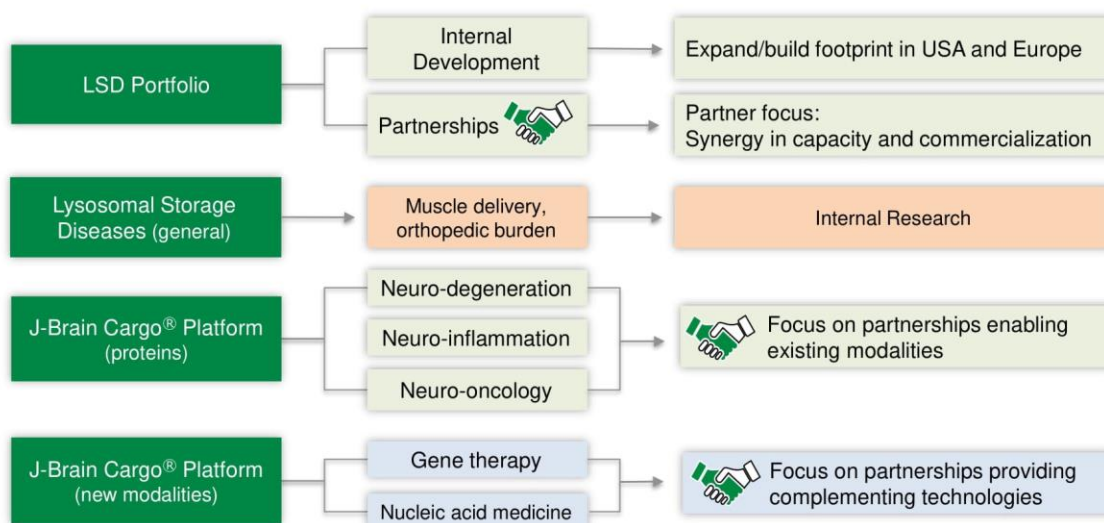 LSD Portfolio
Internal
Development
Expand/build footprint in USA and Europe
Partnerships
Partner focus:
Synergy in capacity and commercialization
Lysosomal Storage
Diseases (general)
Muscle delivery,
orthopedic burden
Internal Research
J-Brain Cargo® Platform
(proteins)
Neuro-degeneration
Neuro-inflammation
Neuro-oncology
Focus on partnerships enabling
existing modalities
J-Brain Cargo® Platform
(new modalities)
Gene therapy
Nucleic acid medicine
Focus on partnerships providing
complementing technologies